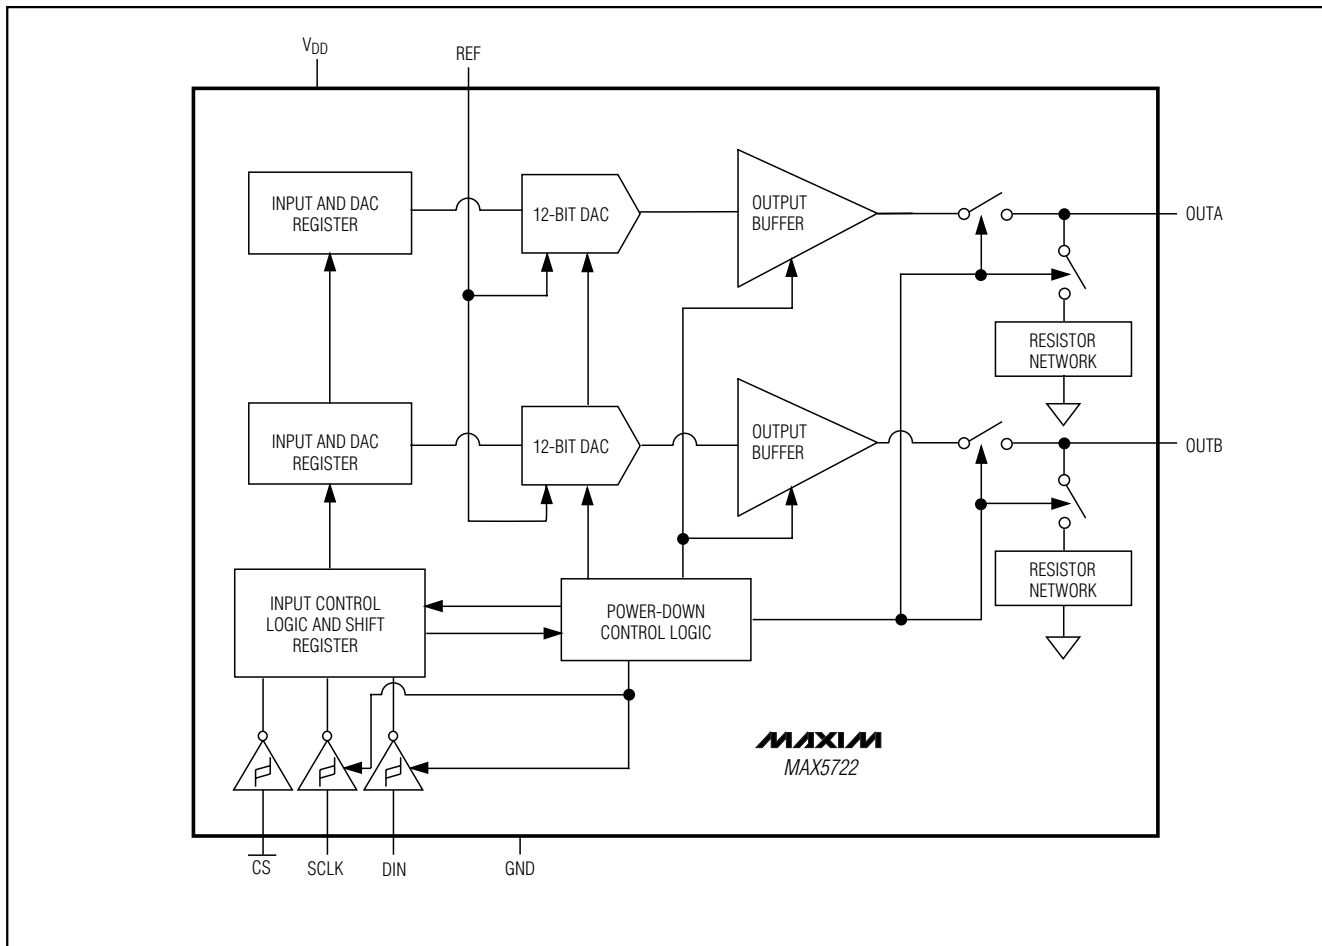 VDD
REF
INPUT AND DAC
REGISTER
12-BIT DAC
OUTPUT
BUFFER
OUTA
RESISTOR
NETWORK
INPUT AND DAC
REGISTER
12-BIT DAC
OUTPUT
BUFFER
OUTB
RESISTOR
NETWORK
INPUT CONTROL
LOGIC AND SHIFT
REGISTER
POWER-DOWN
CONTROL LOGIC
MAXIM
MAX5722
CS
SCLK
DIN
GND